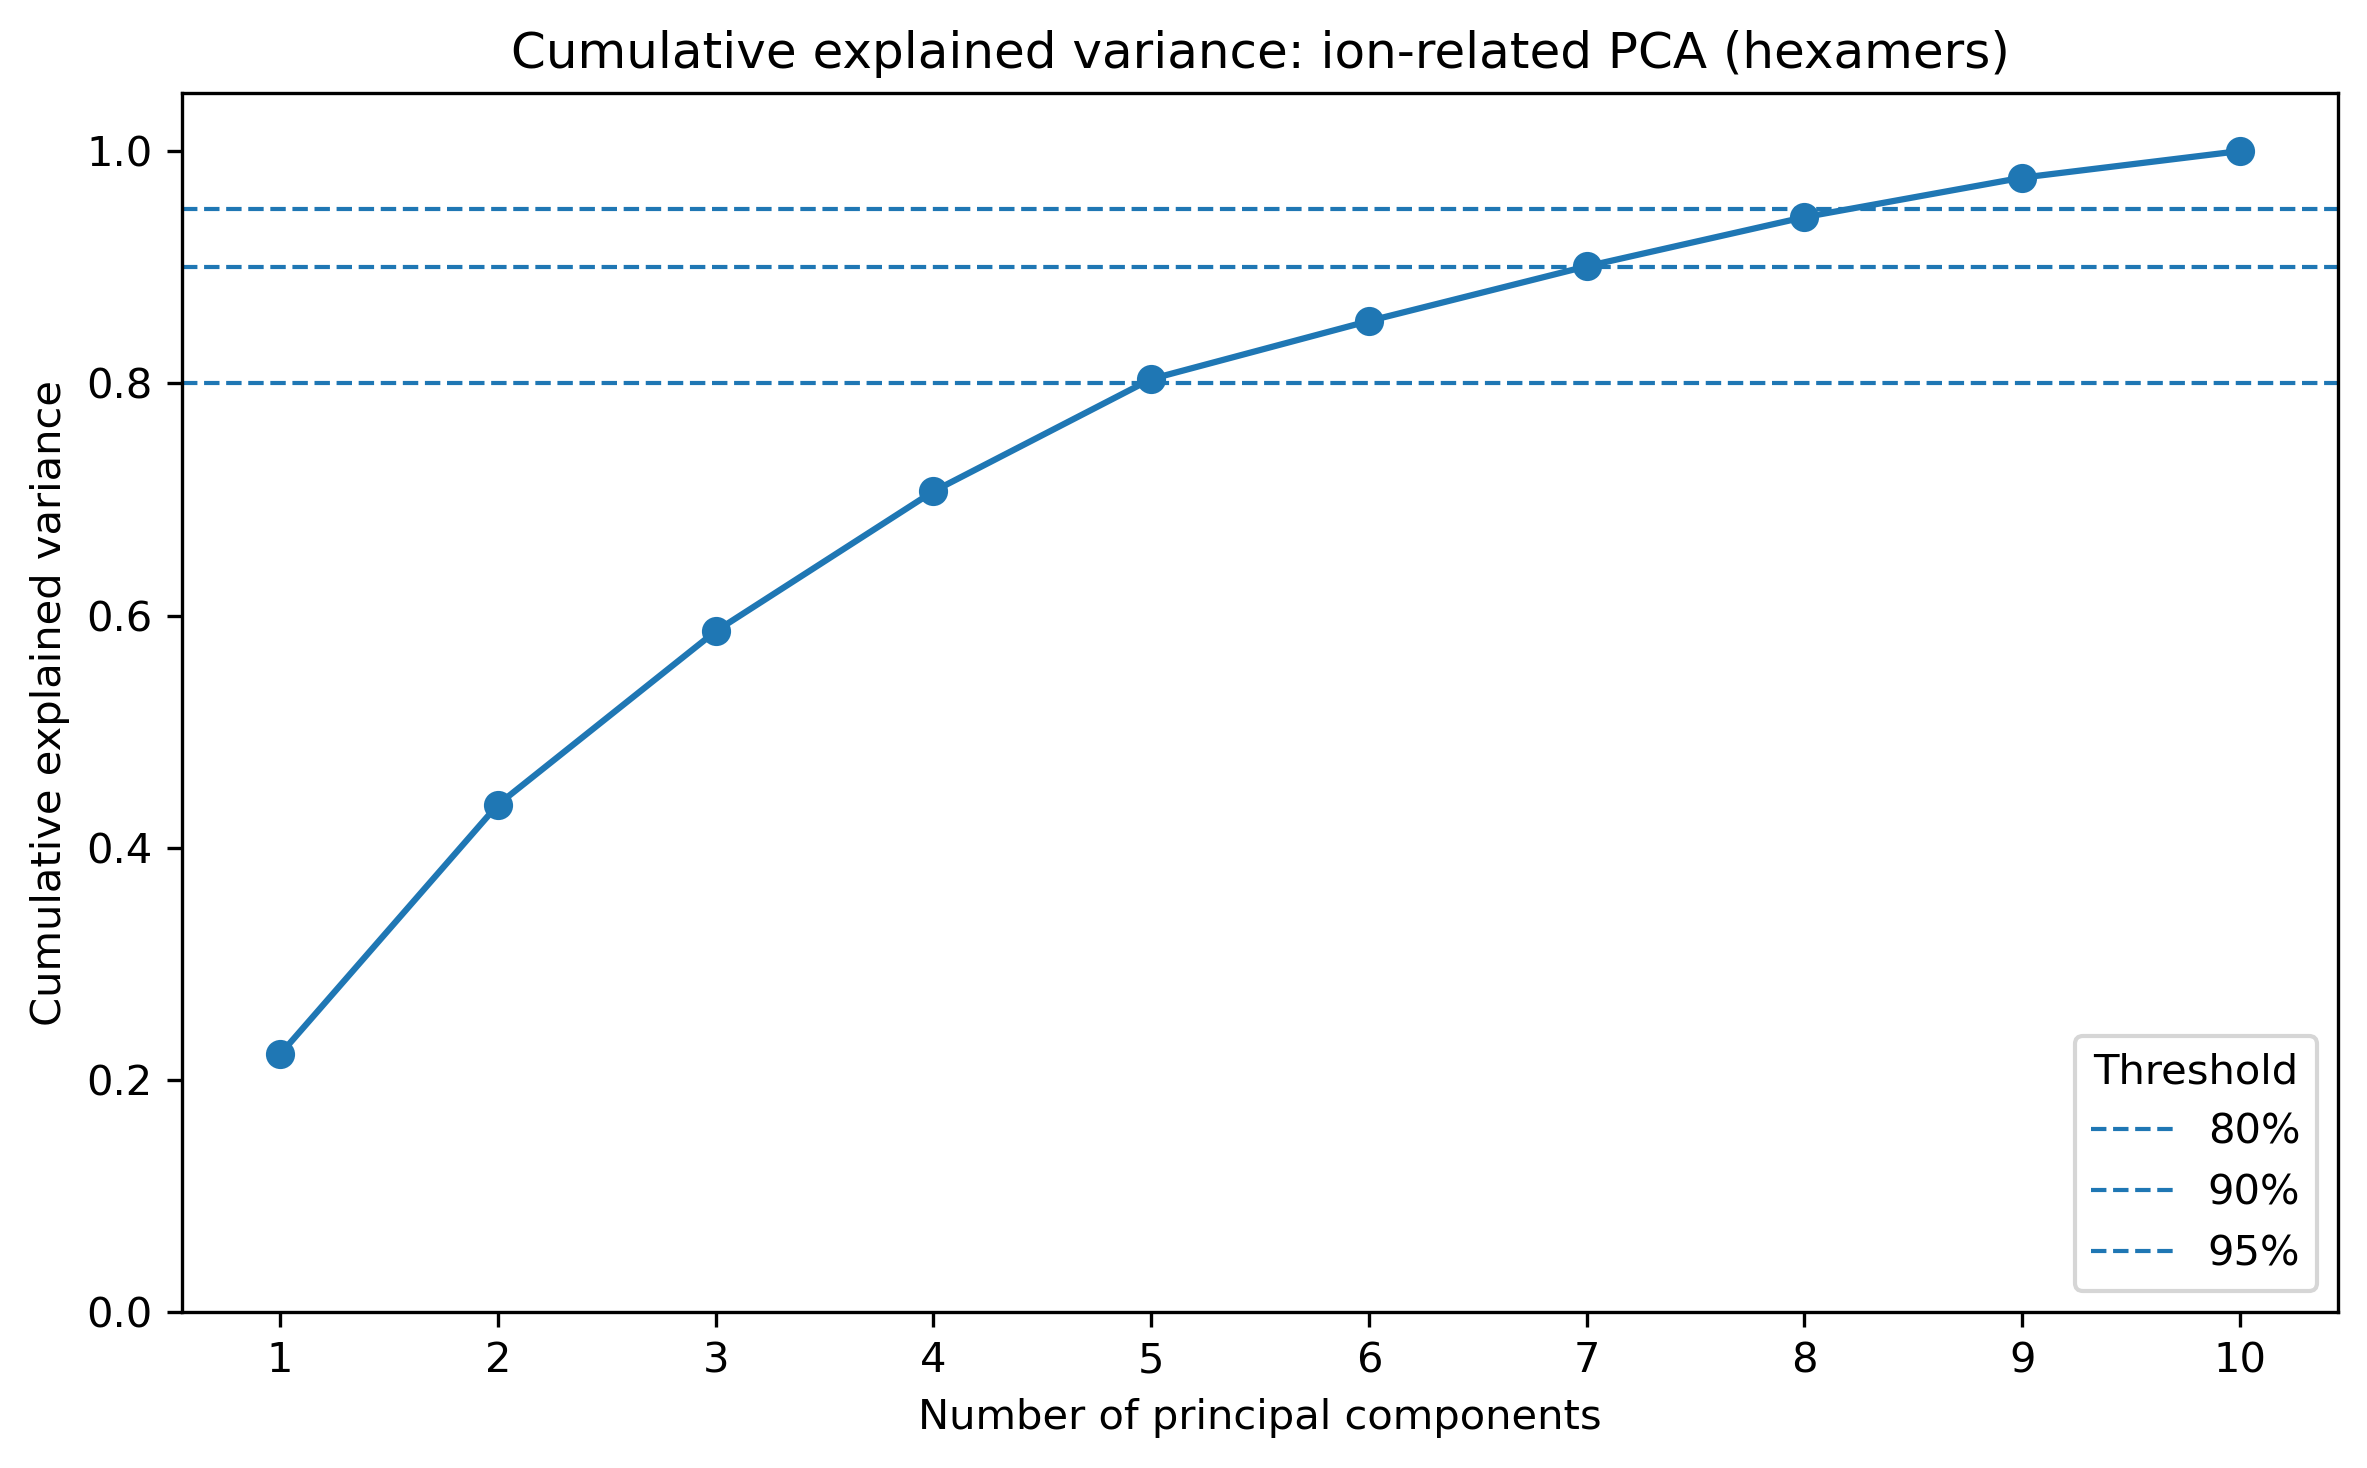 Cumulative explained variance: ion-related PCA (hexamers)
Cumulative explained variance
1.0
0.8
0.6
0.4
0.2
0.0
Threshold
80%
90%
95%
1 2 3 4 5 6 7 8 9 10
Number of principal components